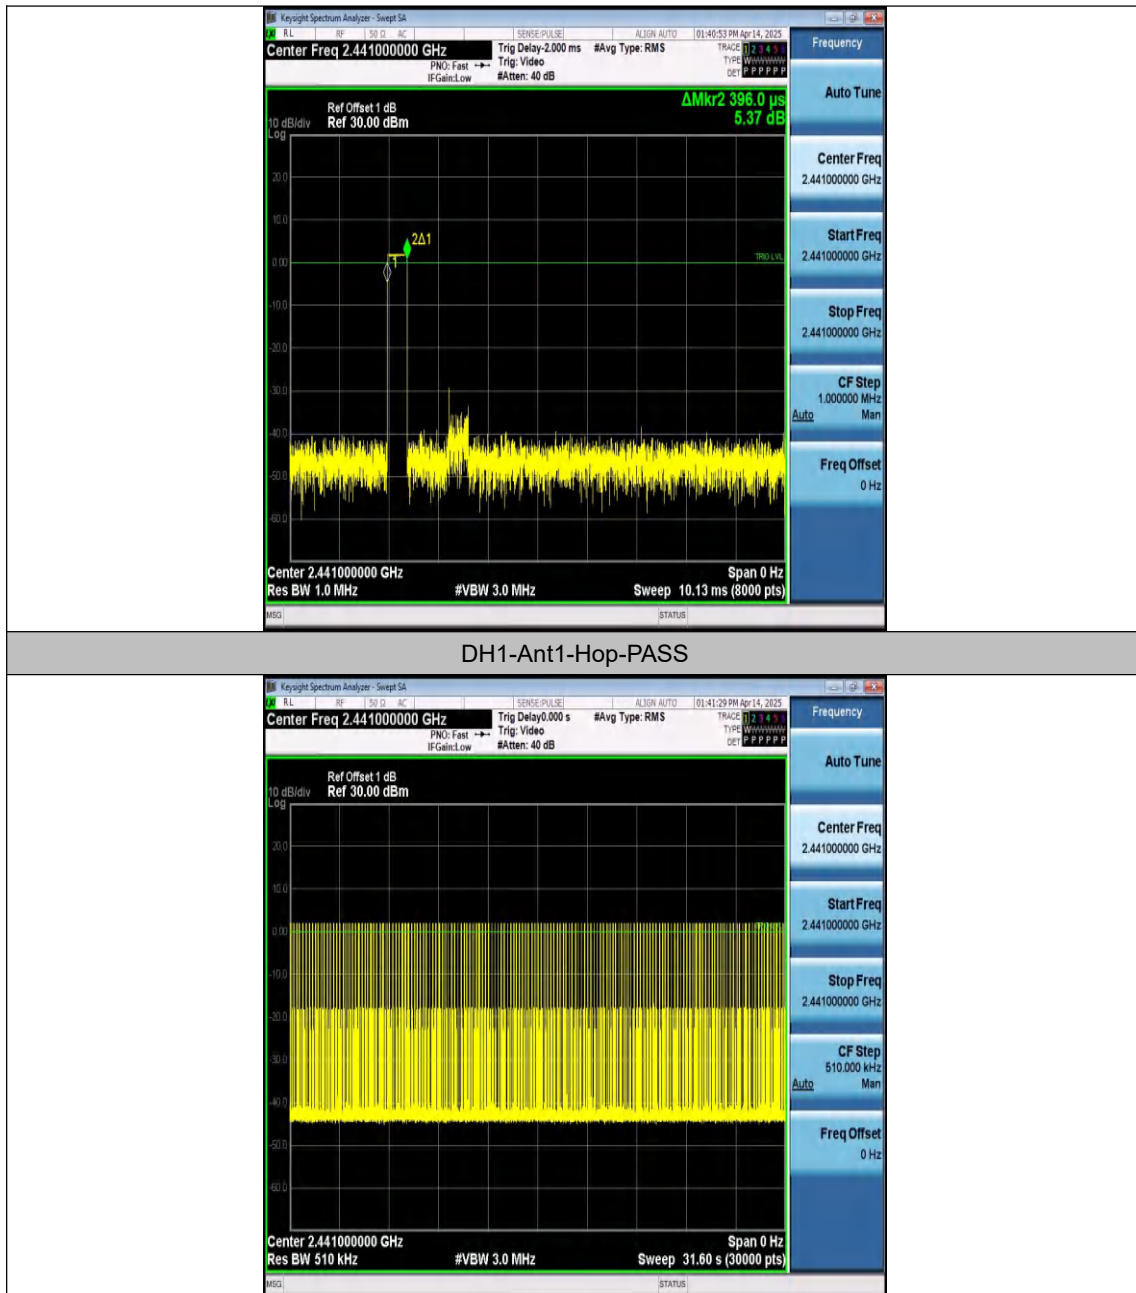 Keysight Spectrum Analyzer - Swept SA
RL RF 50 Ω AC SENSE:PULSE ALIGN AUTO 01:40:53 PM Apr 14, 2025
Center Freq 2.441000000 GHz
Trig Delay-2.000 ms #Avg Type: RMS
TRACE 1 2 3 4 5 6
PNO: Fast
Trig: Video
TYPE
IFGain:Low
#Atten: 40 dB
DET P P P P P P
Frequency
Auto Tune
ΔMkr2 396.0 µs
5.37 dB
Ref Offset 1 dB
10 dB/div Ref 30.00 dBm
Log
20.0
10.0
0.00
-10.0
-20.0
-30.0
-40.0
-50.0
-60.0
2Δ1
1
TRIG LVL
Center Freq
2.441000000 GHz
Start Freq
2.441000000 GHz
Stop Freq
2.441000000 GHz
CF Step
1.000000 MHz
Auto Man
Freq Offset
0 Hz
Center 2.441000000 GHz Span 0 Hz
Res BW 1.0 MHz #VBW 3.0 MHz Sweep 10.13 ms (8000 pts)
MSG STATUS
DH1-Ant1-Hop-PASS
Keysight Spectrum Analyzer - Swept SA
RL RF 50 Ω AC SENSE:PULSE ALIGN AUTO 01:41:29 PM Apr 14, 2025
Center Freq 2.441000000 GHz
Trig Delay0.000 s #Avg Type: RMS
TRACE 1 2 3 4 5 6
PNO: Fast
Trig: Video
TYPE
IFGain:Low
#Atten: 40 dB
DET P P P P P P
Frequency
Auto Tune
Ref Offset 1 dB
10 dB/div Ref 30.00 dBm
Log
20.0
10.0
0.00
-10.0
-20.0
-30.0
-40.0
-50.0
-60.0
Center Freq
2.441000000 GHz
Start Freq
2.441000000 GHz
Stop Freq
2.441000000 GHz
CF Step
510.000 kHz
Auto Man
Freq Offset
0 Hz
Center 2.441000000 GHz Span 0 Hz
Res BW 510 kHz #VBW 3.0 MHz Sweep 31.60 s (30000 pts)
MSG STATUS